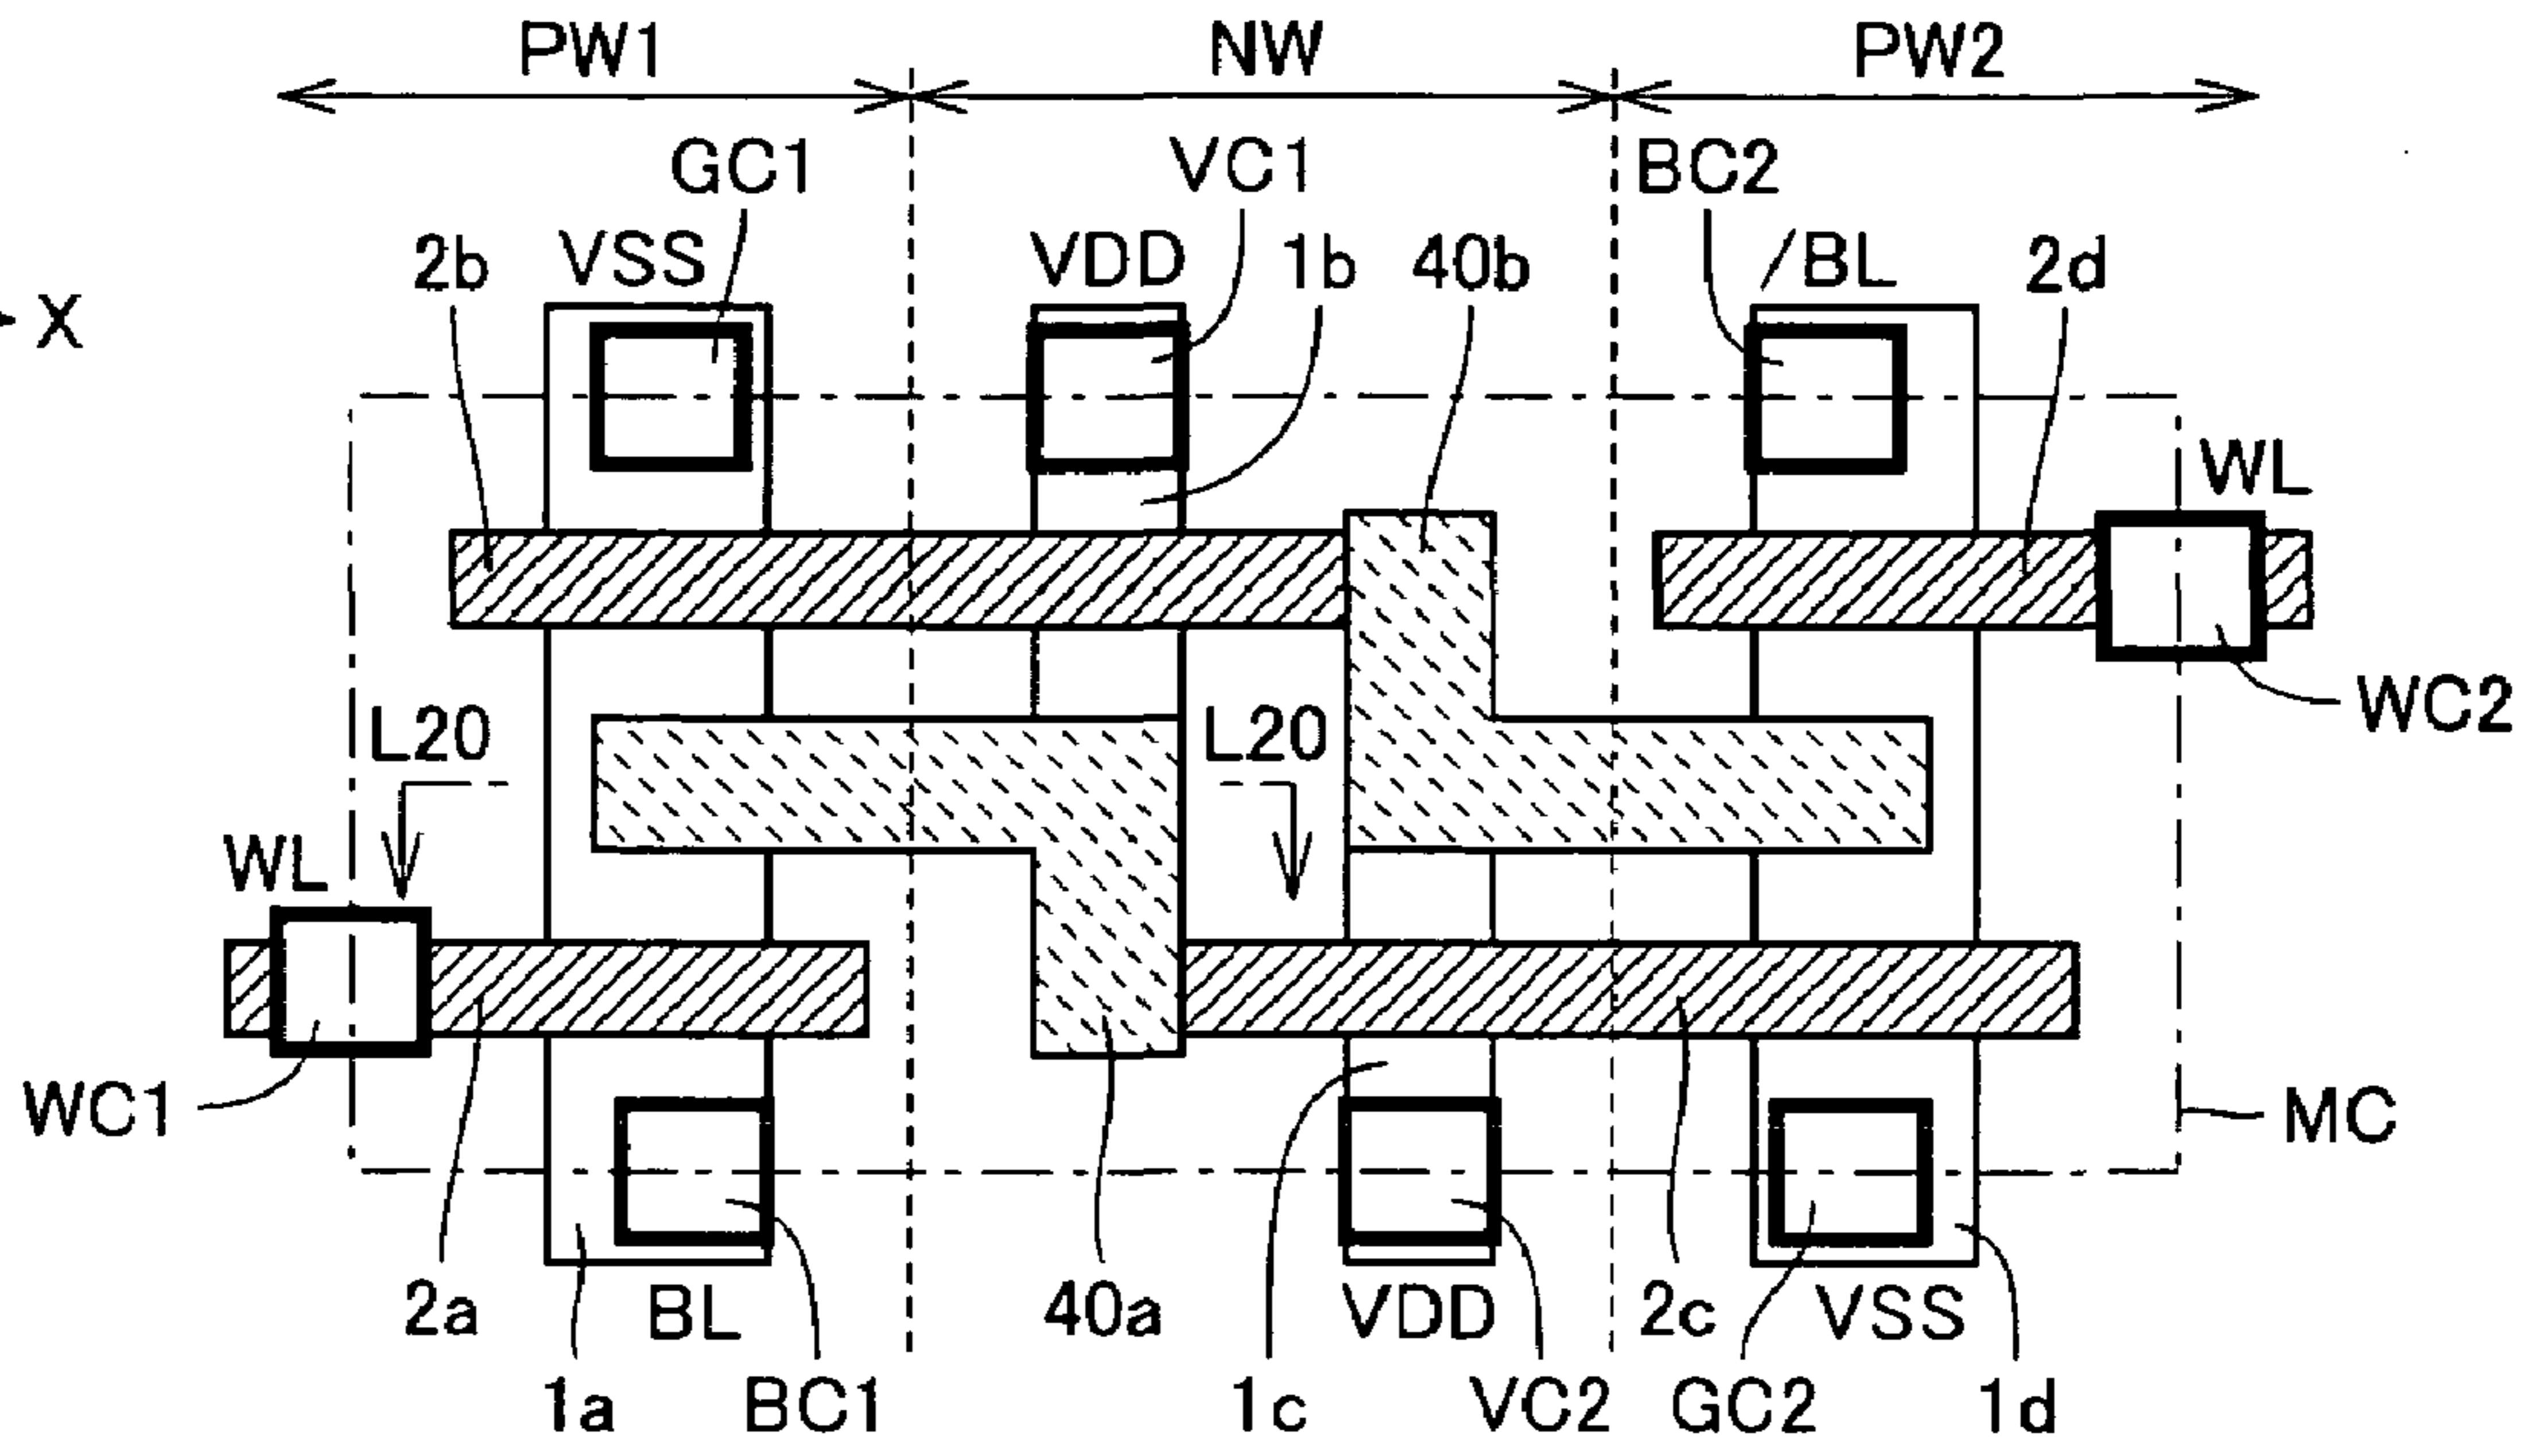 PW1 NW PW2
GC1 VC1 BC2
2b VSS VDD 1b 40b /BL 2d
X
WL
WC2
L20 L20
WL
WC1 MC
2a BL 40a VDD 2c VSS
1a BC1 1c VC2 GC2 1d